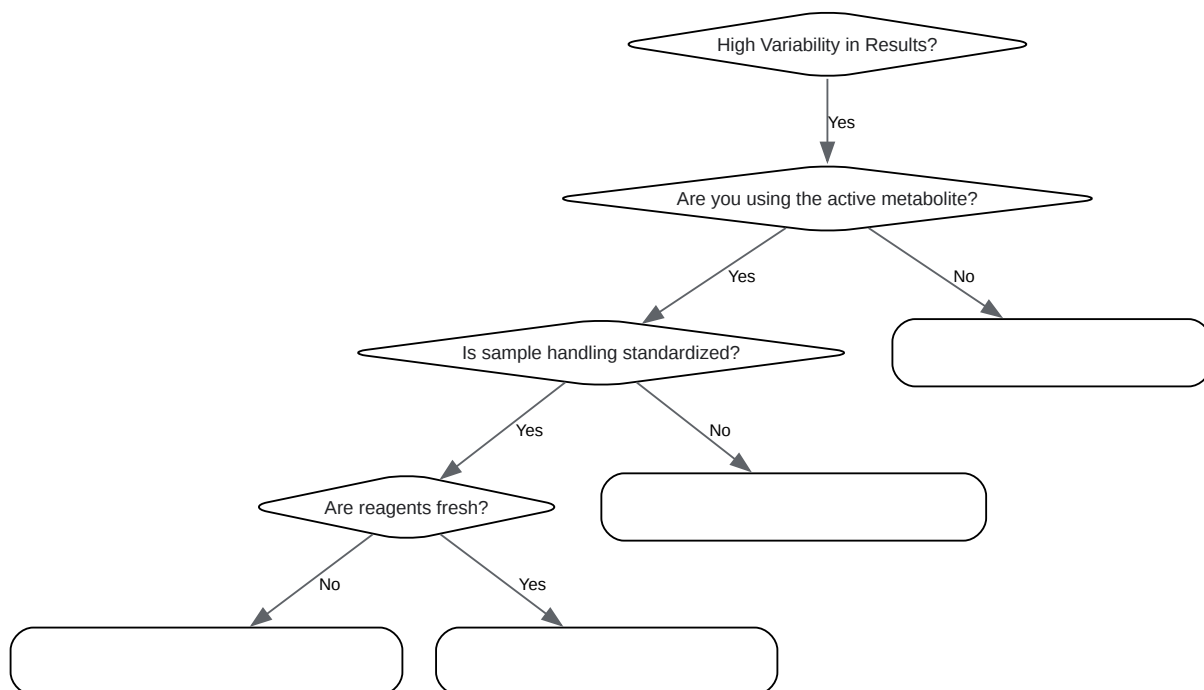 High Variability in Results?
Yes
Are you using the active metabolite?
Yes
No
Is sample handling standardized?
Yes
No
Are reagents fresh?
No
Yes